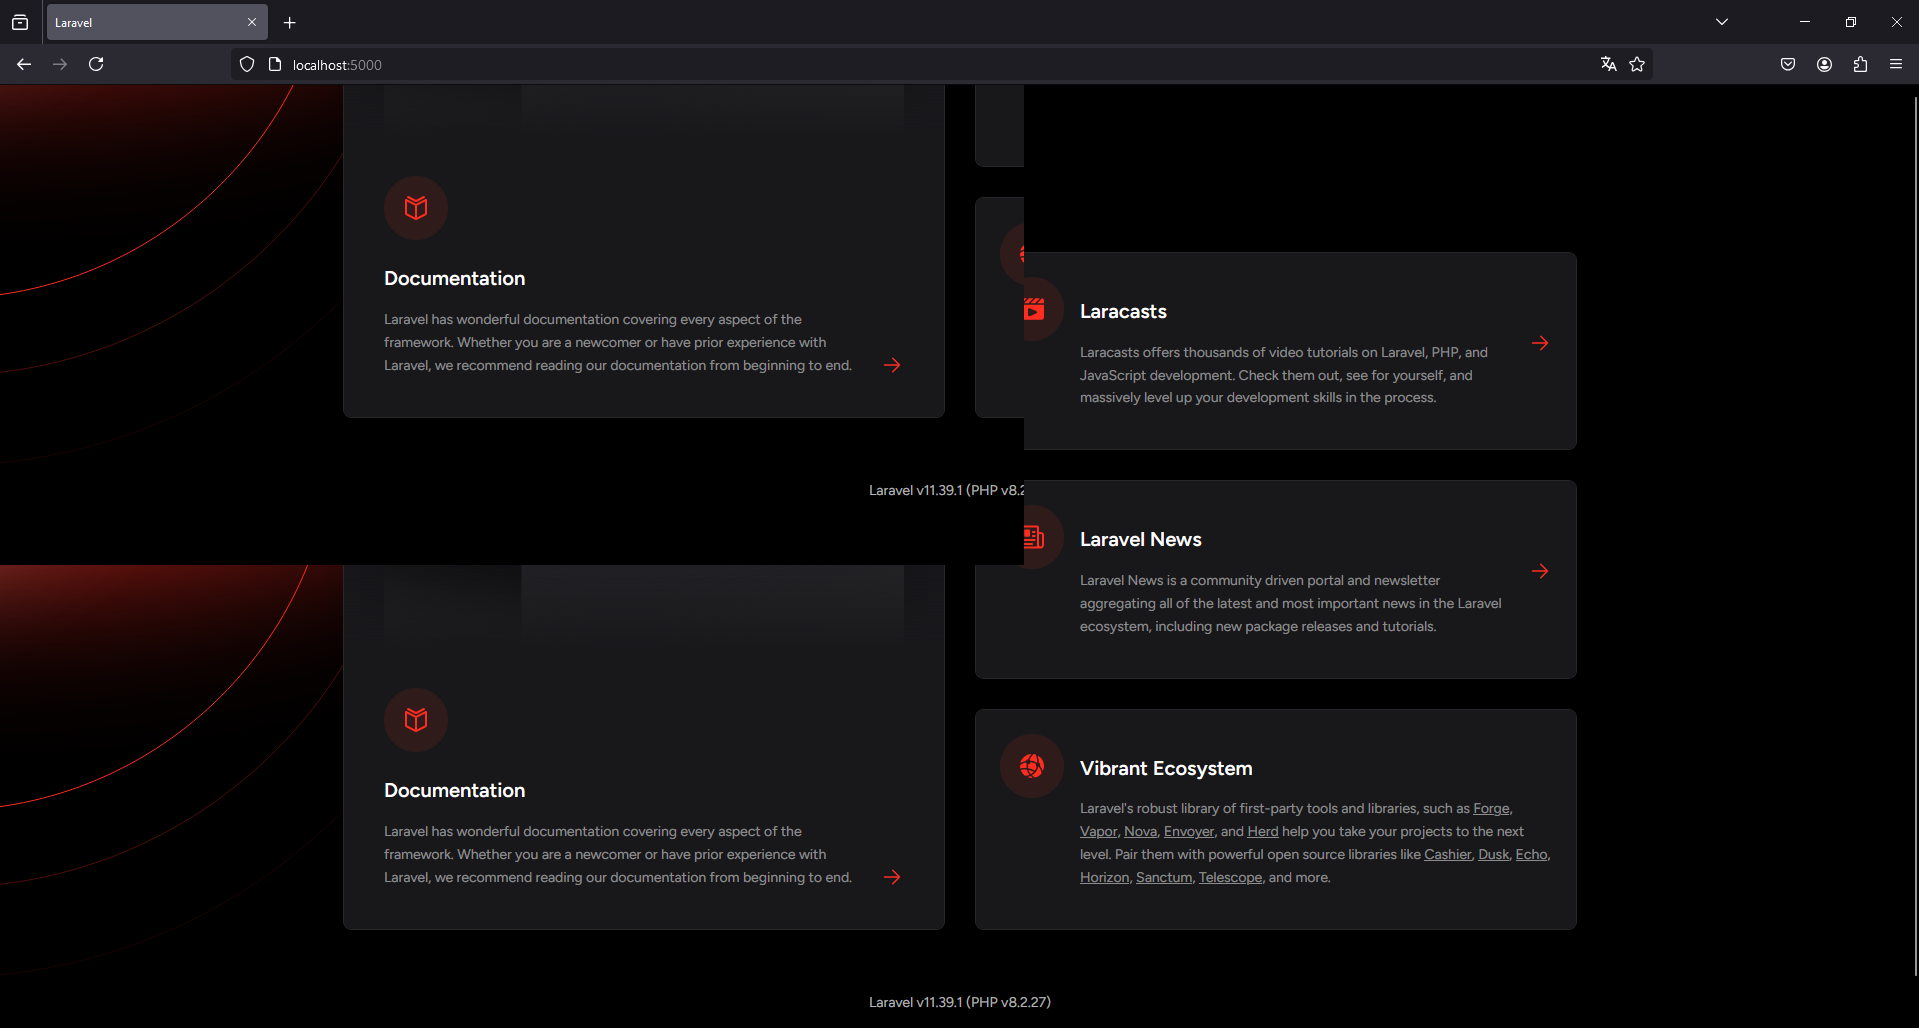 Laravel
localhost:5000
Documentation
Laravel has wonderful documentation covering every aspect of the
framework. Whether you are a newcomer or have prior experience with
Laravel, we recommend reading our documentation from beginning to end.
Laracasts
Laracasts offers thousands of video tutorials on Laravel, PHP, and
JavaScript development. Check them out, see for yourself, and
massively level up your development skills in the process.
Laravel v11.39.1 (PHP v8.2
Laravel News
Laravel News is a community driven portal and newsletter
aggregating all of the latest and most important news in the Laravel
ecosystem, including new package releases and tutorials.
Documentation
Laravel has wonderful documentation covering every aspect of the
framework. Whether you are a newcomer or have prior experience with
Laravel, we recommend reading our documentation from beginning to end.
Vibrant Ecosystem
Laravel's robust library of first-party tools and libraries, such as Forge,
Vapor, Nova, Envoyer, and Herd help you take your projects to the next
level. Pair them with powerful open source libraries like Cashier, Dusk, Echo,
Horizon, Sanctum, Telescope, and more.
Laravel v11.39.1 (PHP v8.2.27)